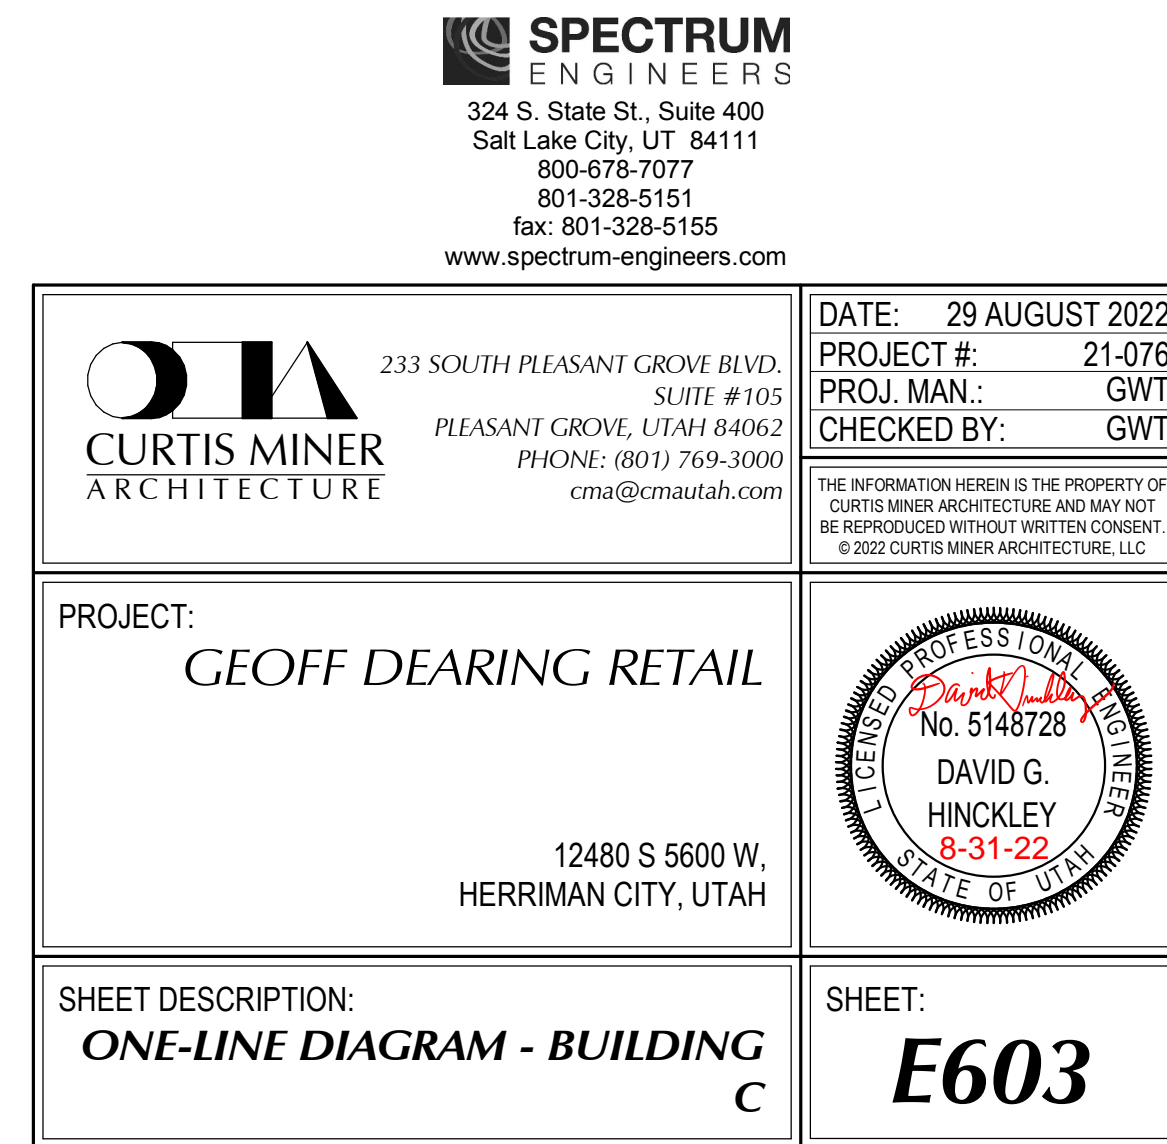 SPECTRUM
ENGINEERS
324 S. State St., Suite 400
Salt Lake City, UT 84111
800-678-7077
801-328-5151
fax: 801-328-5155
www.spectrum-engineers.com
CURTIS MINER
ARCHITECTURE
233 SOUTH PLEASANT GROVE BLVD.
SUITE #105
PLEASANT GROVE, UTAH 84062
PHONE: (801) 769-3000
cma@cmautah.com
DATE: 29 AUGUST 2022
PROJECT #: 21-076
PROJ. MAN.: GWT
CHECKED BY: GWT
THE INFORMATION HEREIN IS THE PROPERTY OF
CURTIS MINER ARCHITECTURE AND MAY NOT
BE REPRODUCED WITHOUT WRITTEN CONSENT.
© 2022 CURTIS MINER ARCHITECTURE, LLC
PROJECT:
GEOFF DEARING RETAIL
12480 S 5600 W,
HERRIMAN CITY, UTAH
LICENSED PROFESSIONAL ENGINEER
David Hinckley
No. 5148728
DAVID G.
HINCKLEY
8-31-22
STATE OF UTAH
SHEET DESCRIPTION:
ONE-LINE DIAGRAM - BUILDING
C
SHEET:
E603